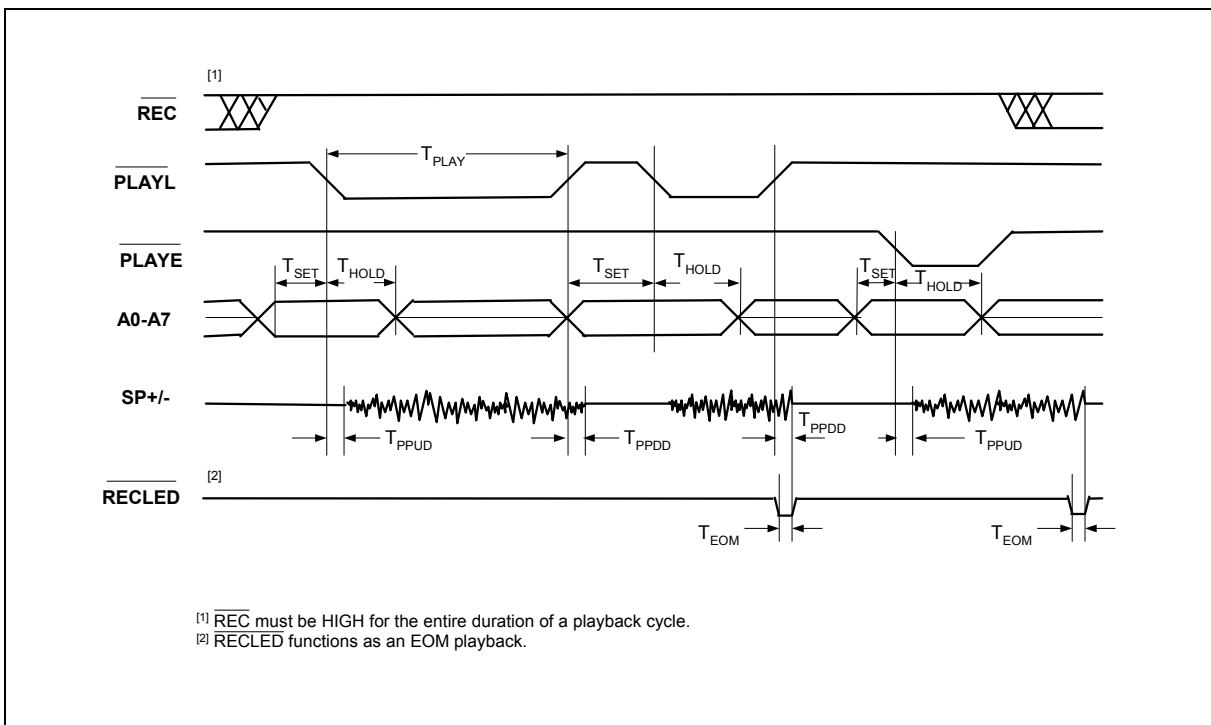 [1]
REC
T_PLAY
PLAYL
PLAYE
T_SET T_HOLD T_SET T_HOLD T_SET T_HOLD
A0-A7
SP+/-
T_PPUD T_PPDD T_PPDD T_PPUD
[2]
RECLED
T_EOM T_EOM
[1] REC must be HIGH for the entire duration of a playback cycle.
[2] RECLED functions as an EOM playback.